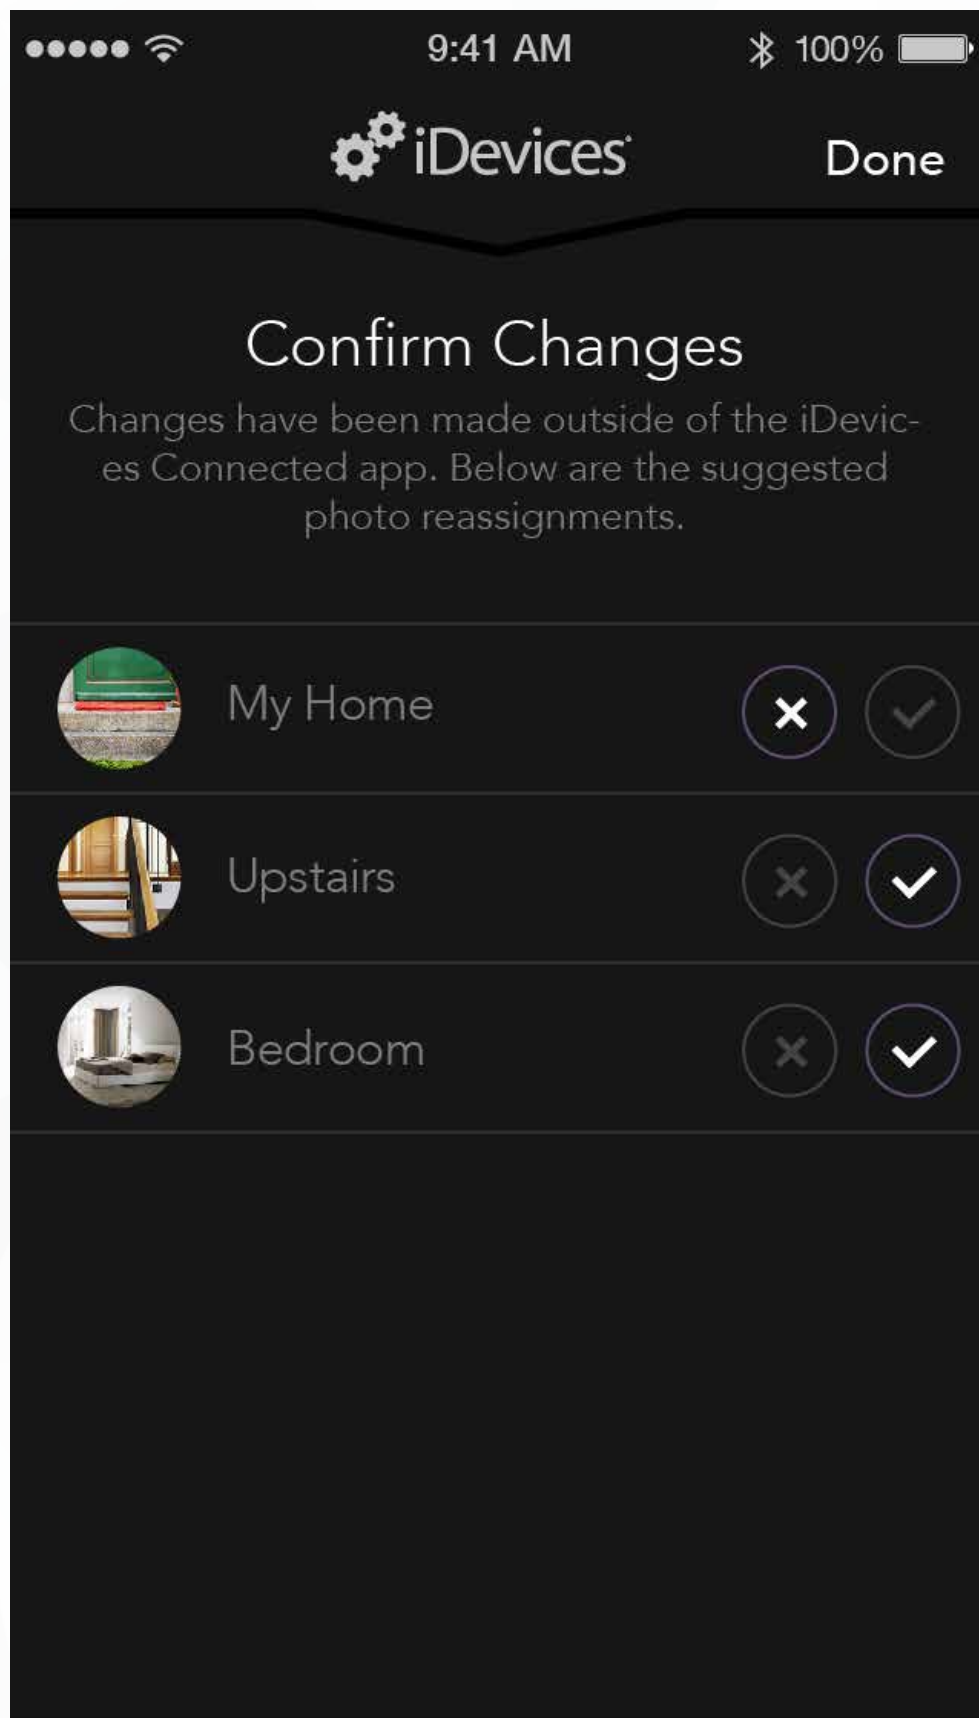 9:41 AM 100%
iDevices Done
Confirm Changes
Changes have been made outside of the iDevic-
es Connected app. Below are the suggested
photo reassignments.
My Home
Upstairs
Bedroom